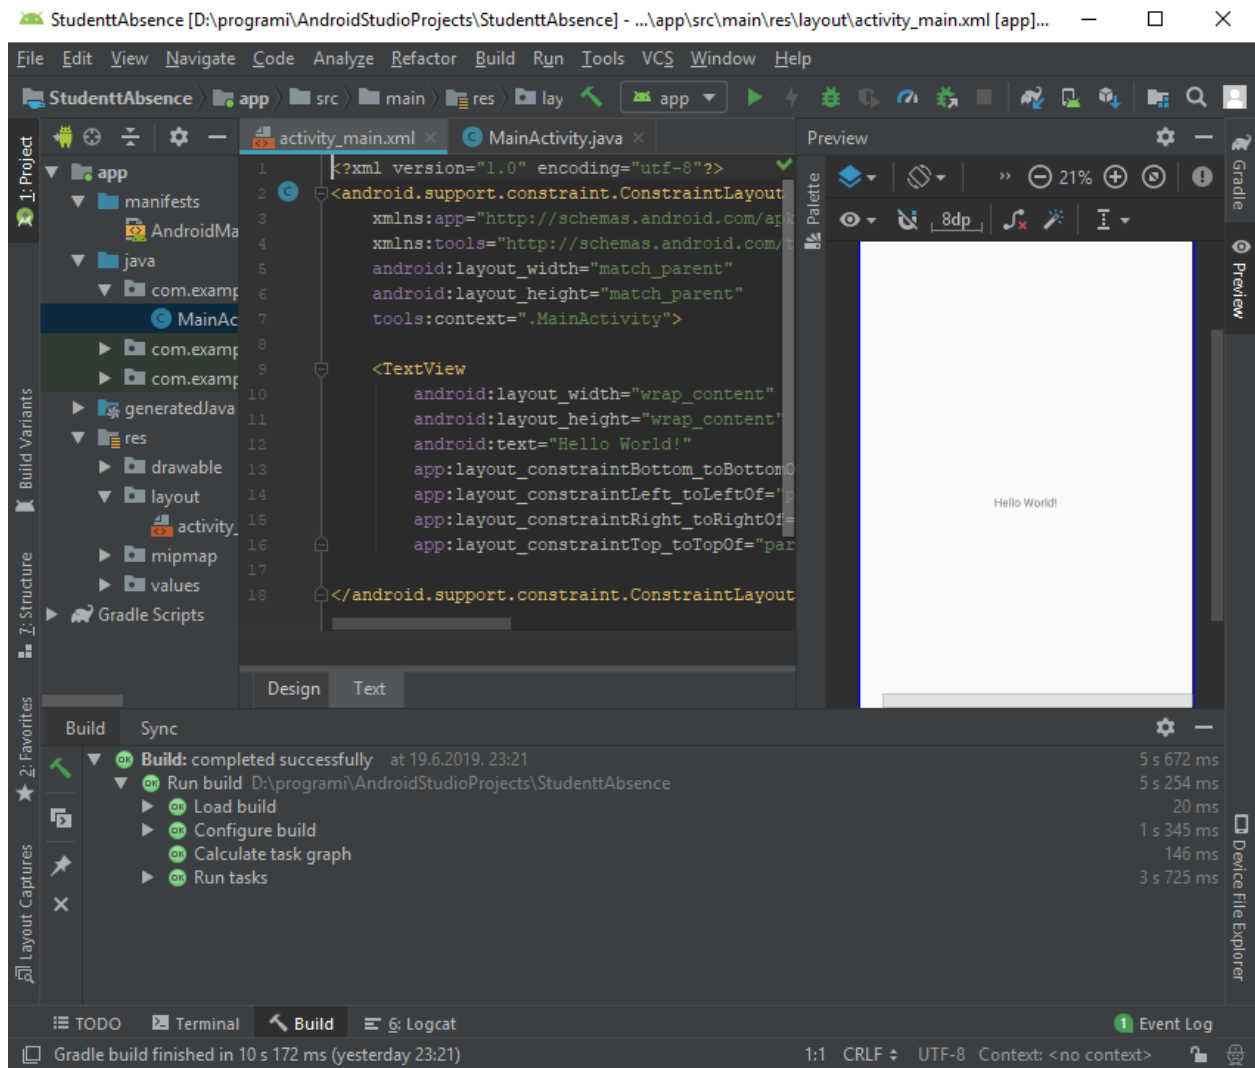 StudenttAbsence [D:\programi\AndroidStudioProjects\StudenttAbsence] - ...\app\src\main\res\layout\activity_main.xml [app]...
File Edit View Navigate Code Analyze Refactor Build Run Tools VCS Window Help
StudenttAbsence app src main res lay app
1: Project
activity_main.xml MainActivity.java
Preview
Gradle
app
manifests
AndroidMa
java
com.examp
MainAc
com.examp
com.examp
generatedJava
res
drawable
layout
activity_
mipmap
values
Gradle Scripts
1 <?xml version="1.0" encoding="utf-8"?>
2 <android.support.constraint.ConstraintLayout
3 xmlns:app="http://schemas.android.com/apk
4 xmlns:tools="http://schemas.android.com/t
5 android:layout_width="match_parent"
6 android:layout_height="match_parent"
7 tools:context=".MainActivity">
8
9 <TextView
10 android:layout_width="wrap_content"
11 android:layout_height="wrap_content"
12 android:text="Hello World!"
13 app:layout_constraintBottom_toBottomO
14 app:layout_constraintLeft_toLeftOf="p
15 app:layout_constraintRight_toRightOf=
16 app:layout_constraintTop_toTopOf="par
17
18 </android.support.constraint.ConstraintLayout
Design Text
Palette
21%
8dp
Hello World!
Preview
Build Variants
7: Structure
2: Favorites
Layout Captures
Device File Explorer
Build Sync
Build: completed successfully at 19.6.2019. 23:21 5 s 672 ms
Run build D:\programi\AndroidStudioProjects\StudenttAbsence 5 s 254 ms
Load build 20 ms
Configure build 1 s 345 ms
Calculate task graph 146 ms
Run tasks 3 s 725 ms
TODO Terminal Build 6: Logcat 1 Event Log
Gradle build finished in 10 s 172 ms (yesterday 23:21) 1:1 CRLF UTF-8 Context: <no context>